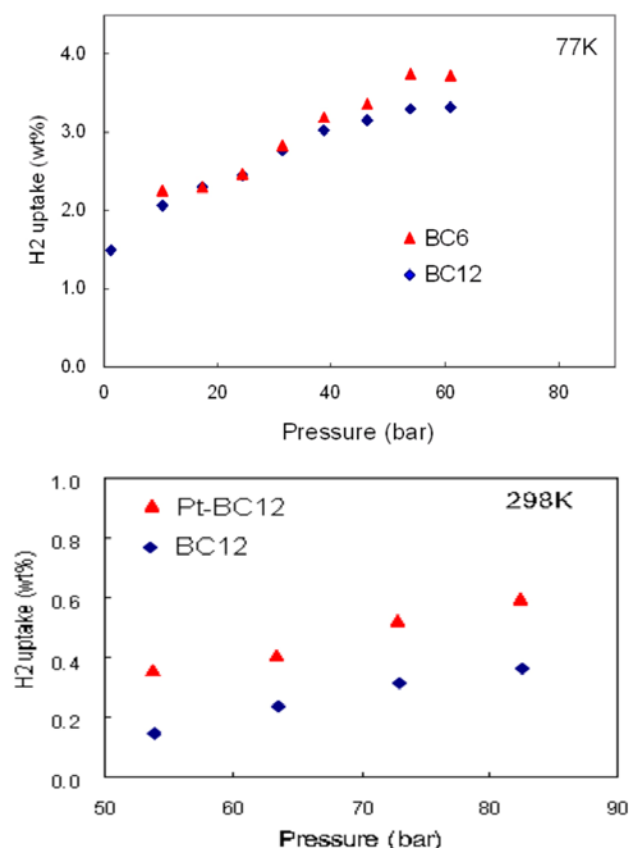 77K
4.0
3.0
2.0
1.0
0.0
H2 uptake (wt%)
BC6
BC12
0 20 40 60 80
Pressure (bar)
1.0
0.8
0.6
0.4
0.2
0.0
H2 uptake (wt%)
Pt-BC12
BC12
298K
50 60 70 80 90
Pressure (bar)